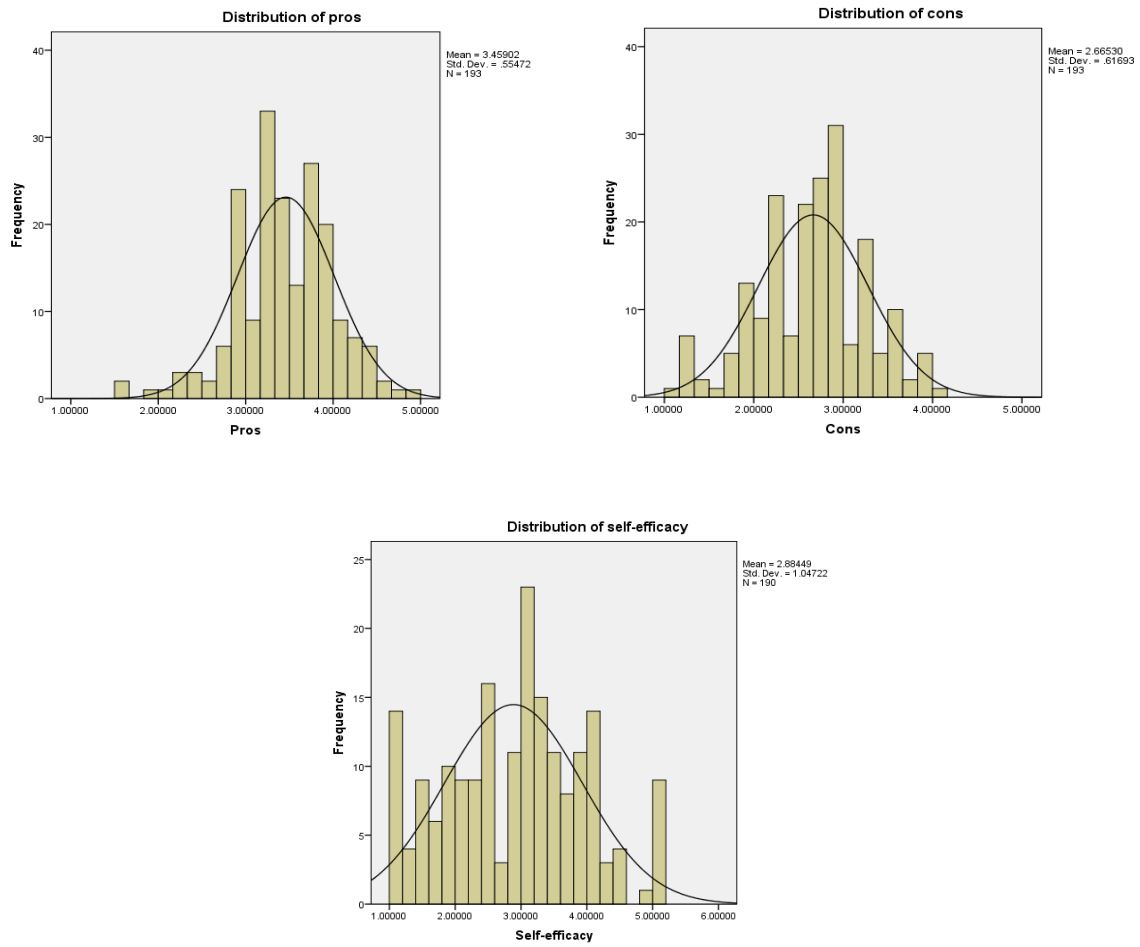 Distribution of pros
Mean = 3.45902
Std. Dev. = .55472
N = 193
40
30
20
10
0
Frequency
1.00000 2.00000 3.00000 4.00000 5.00000
Pros
Distribution of cons
Mean = 2.66530
Std. Dev. = .61693
N = 193
40
30
20
10
0
Frequency
1.00000 2.00000 3.00000 4.00000 5.00000
Cons
Distribution of self-efficacy
Mean = 2.88449
Std. Dev. = 1.04722
N = 190
25
20
15
10
5
0
Frequency
1.00000 2.00000 3.00000 4.00000 5.00000 6.00000
Self-efficacy